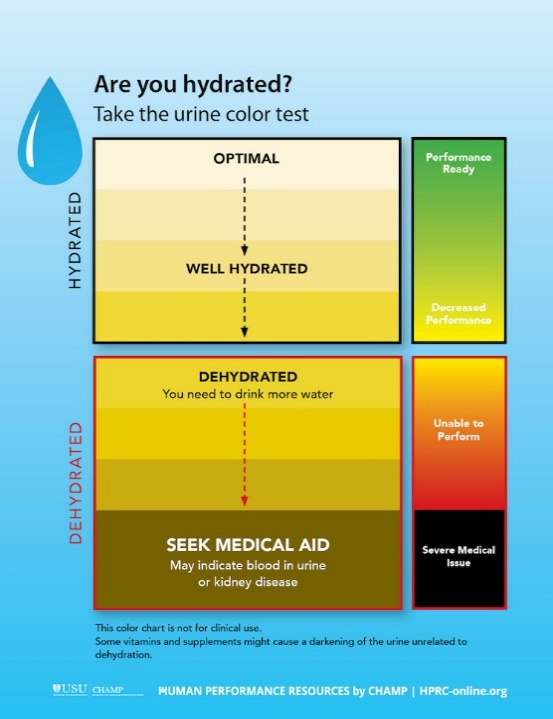 Are you hydrated?
Take the urine color test
HYDRATED
OPTIMAL
WELL HYDRATED
Performance
Ready
Decreased
Performance
DEHYDRATED
DEHYDRATED
You need to drink more water
SEEK MEDICAL AID
May indicate blood in urine
or kidney disease
Unable to
Perform
Severe Medical
Issue
This color chart is not for clinical use.
Some vitamins and supplements might cause a darkening of the urine unrelated to
dehydration.
USU CHAMP HUMAN PERFORMANCE RESOURCES by CHAMP | HPRC-online.org